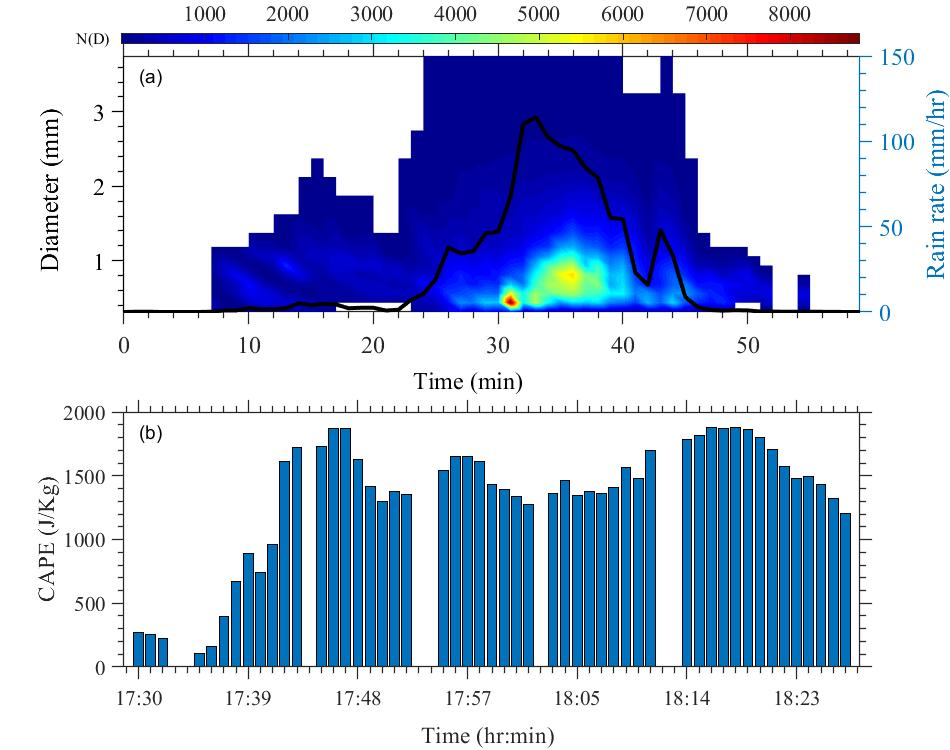 1000 2000 3000 4000 5000 6000 7000 8000
N(D)
(a)
150
100
50
0
3
2
1
Diameter (mm)
Rain rate (mm/hr)
0 10 20 30 40 50
Time (min)
(b)
2000
1500
1000
500
0
CAPE (J/Kg)
17:30 17:39 17:48 17:57 18:05 18:14 18:23
Time (hr:min)